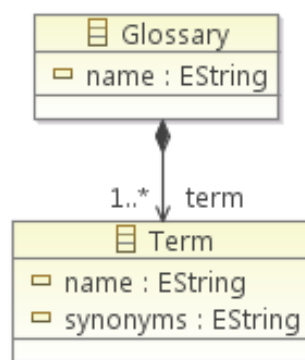 Glossary
name : EString
1..* term
Term
name : EString
synonyms : EString